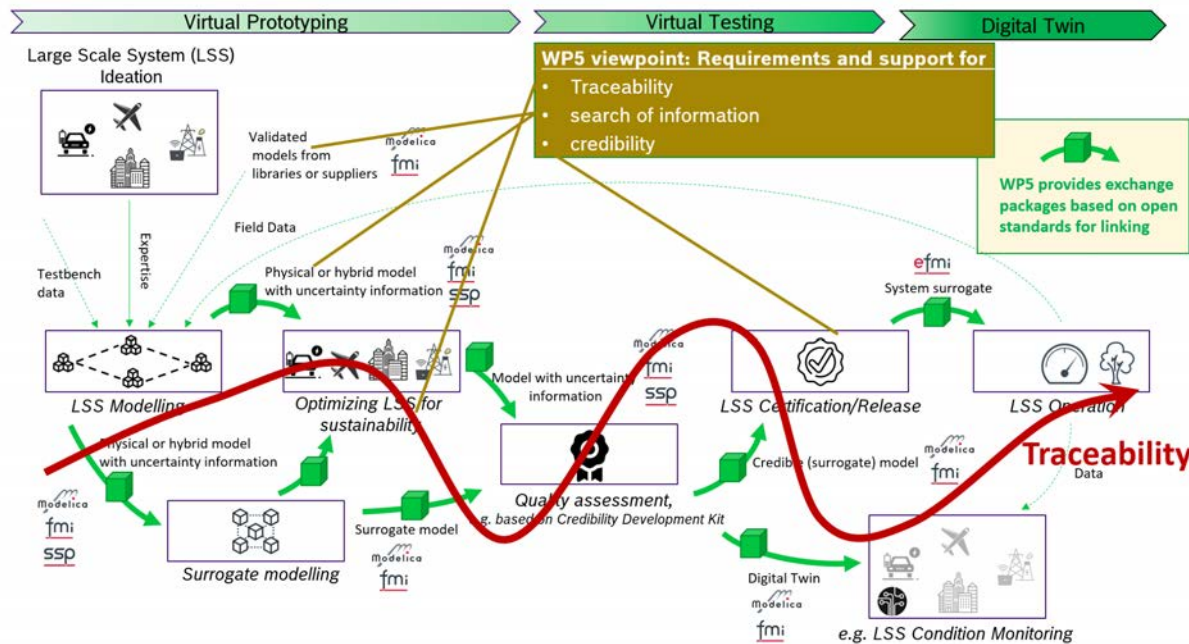 Virtual Prototyping
Virtual Testing
Digital Twin
Large Scale System (LSS)
Ideation
WP5 viewpoint: Requirements and support for
• Traceability
• search of information
• credibility
Validated
models from
libraries or suppliers
Modelica
fmi
WP5 provides exchange
packages based on open
standards for linking
Testbench
data
Expertise
Field Data
Physical or hybrid model
with uncertainty information
Modelica
fmi
ssp
efmi
System surrogate
LSS Modelling
Optimizing LSS for
sustainability
Model with uncertainty
information
Modelica
fmi
ssp
LSS Certification/Release
LSS Operation
Physical or hybrid model
with uncertainty information
Modelica
fmi
ssp
Surrogate modelling
Surrogate model
Modelica
fmi
Quality assessment,
e.g. based on Credibility Development Kit
Credible (surrogate) model
Modelica
fmi
Traceability
Data
Digital Twin
Modelica
fmi
e.g. LSS Condition Monitoring